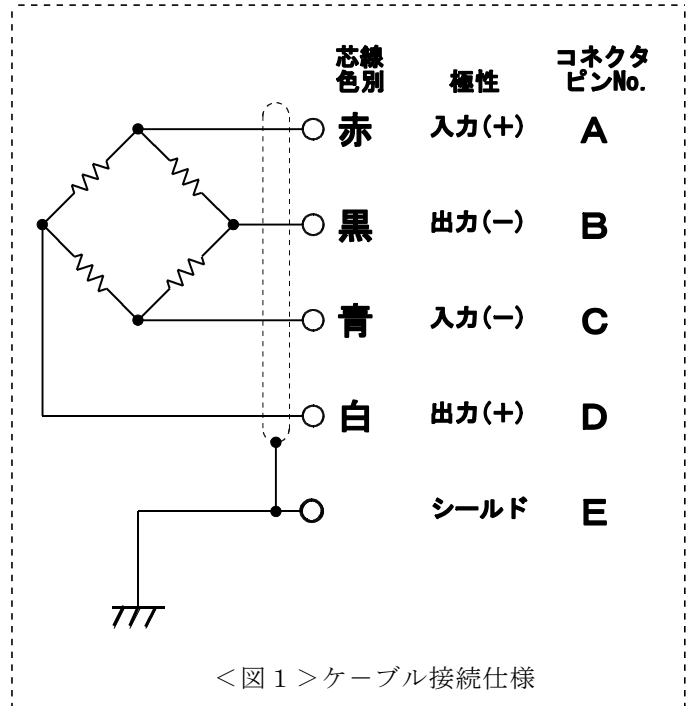 芯線 色別 極性 コネクタ ピンNo.
赤 入力(+) A
黒 出力(−) B
青 入力(−) C
白 出力(+) D
シールド E
＜図１＞ケーブル接続仕様